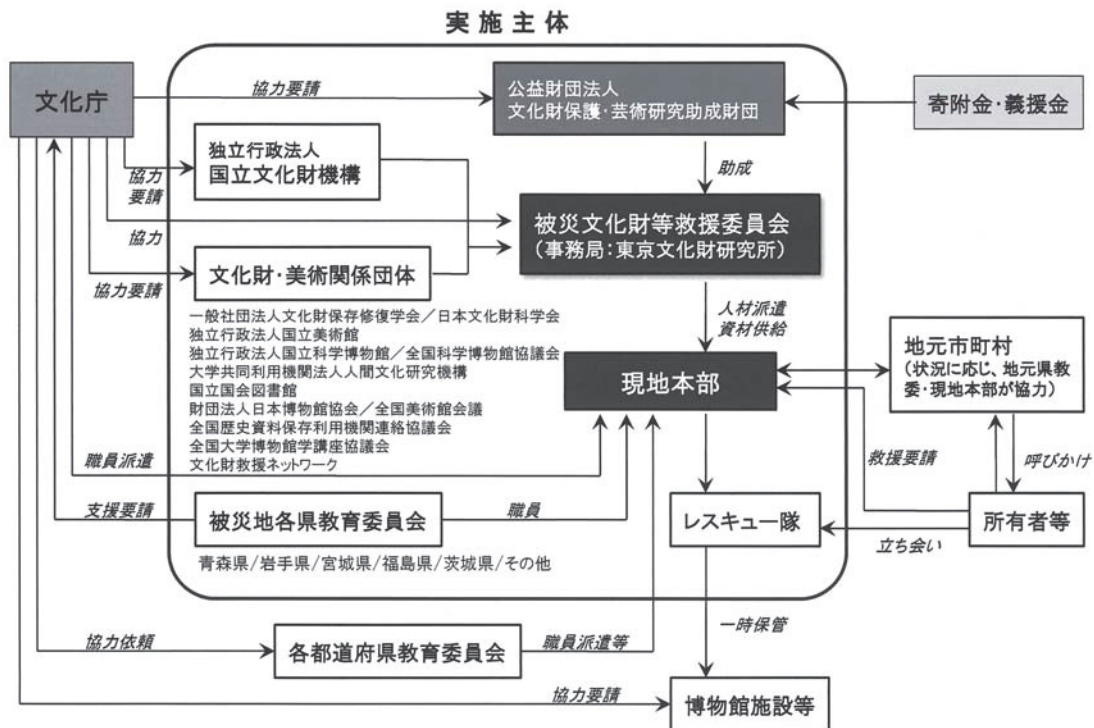 実施主体
文化庁
協力要請
公益財団法人
文化財保護・芸術研究助成財団
寄附金・義援金
独立行政法人
国立文化財機構
協力
要請
助成
被災文化財等救援委員会
（事務局：東京文化財研究所）
協力
文化財・美術関係団体
協力要請
一般社団法人文化財保存修復学会／日本文化財科学会
独立行政法人国立美術館
独立行政法人国立科学博物館／全国科学博物館協議会
大学共同利用機関法人人間文化研究機構
国立国会図書館
財団法人日本博物館協会／全国美術館会議
全国歴史資料保存利用機関連絡協議会
全国大学博物館学講座協議会
文化財救援ネットワーク
人材派遣
資材供給
現地本部
地元市町村
（状況に応じ、地元県教
委・現地本部が協力）
職員派遣
救援要請
呼びかけ
支援要請
被災地各県教育委員会
職員
レスキュー隊
立ち会い
所有者等
青森県/岩手県/宮城県/福島県/茨城県/その他
一時保管
協力依頼
各都道府県教育委員会
職員派遣等
協力要請
博物館施設等